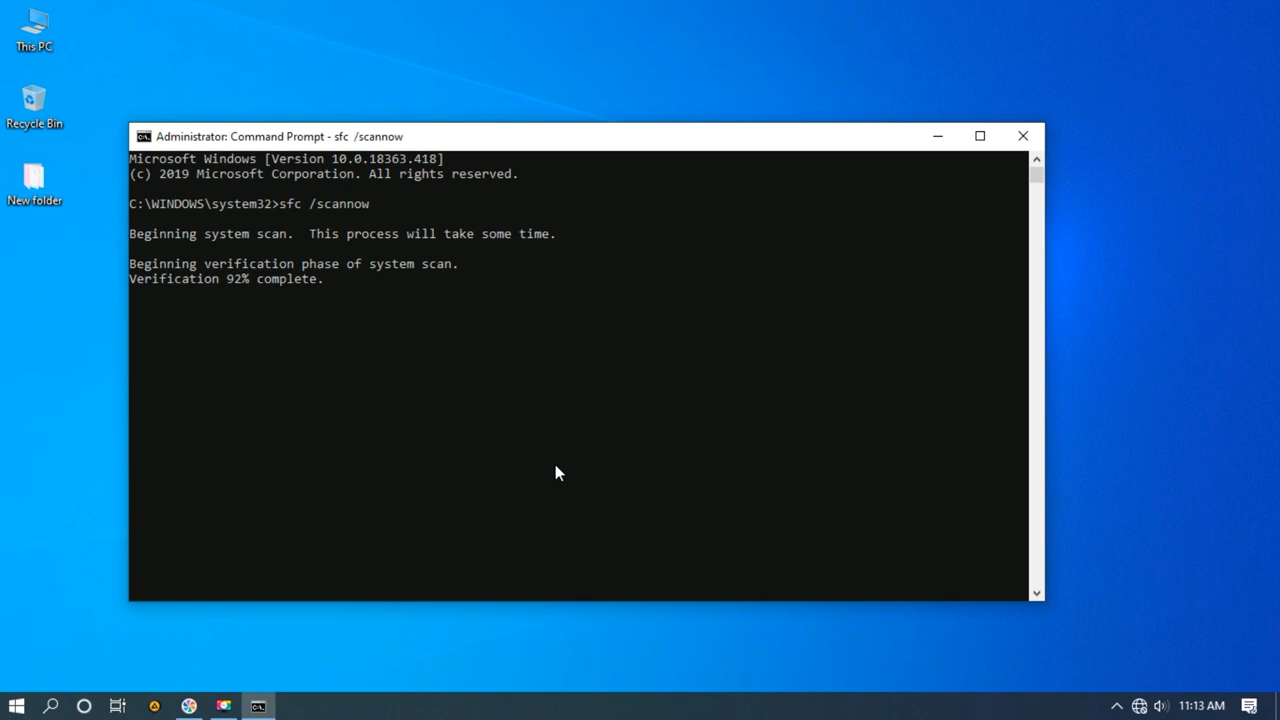 This PC
Recycle Bin
New folder
Administrator: Command Prompt - sfc  /scannow
Microsoft Windows [Version 10.0.18363.418]
(c) 2019 Microsoft Corporation. All rights reserved.
C:\WINDOWS\system32>sfc /scannow
Beginning system scan.  This process will take some time.
Beginning verification phase of system scan.
Verification 92% complete.
11:13 AM